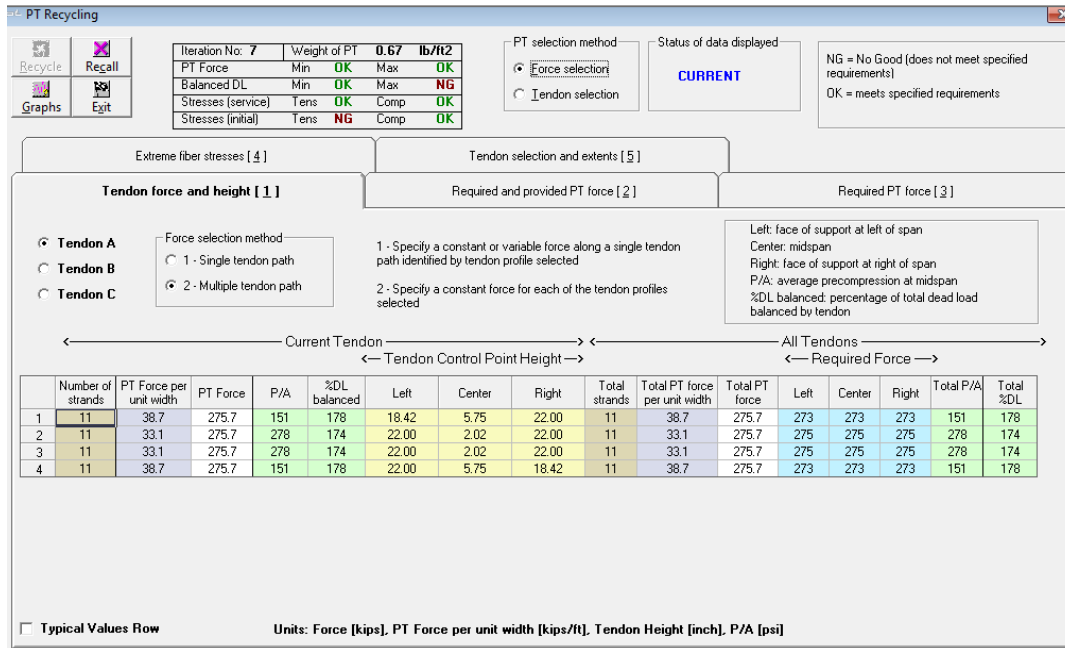 PT Recycling
Recycle Recall
Graphs Exit
Iteration No: 7 Weight of PT 0.67 lb/ft2
PT Force Min OK Max OK
Balanced DL Min OK Max NG
Stresses (service) Tens OK Comp OK
Stresses (initial) Tens NG Comp OK
PT selection method
Force selection
Tendon selection
Status of data displayed
CURRENT
NG = No Good (does not meet specified
requirements)
OK = meets specified requirements
Extreme fiber stresses [ 4 ] Tendon selection and extents [ 5 ]
Tendon force and height [ 1 ] Required and provided PT force [ 2 ] Required PT force [ 3 ]
Tendon A
Tendon B
Tendon C
Force selection method
1 - Single tendon path
2 - Multiple tendon path
1 - Specify a constant or variable force along a single tendon
path identified by tendon profile selected
2 - Specify a constant force for each of the tendon profiles
selected
Left: face of support at left of span
Center: midspan
Right: face of support at right of span
P/A: average precompression at midspan
%DL balanced: percentage of total dead load
balanced by tendon
Current Tendon All Tendons
Tendon Control Point Height Required Force
Number of strands PT Force per unit width PT Force P/A %DL balanced Left Center Right Total strands Total PT force per unit width Total PT force Left Center Right Total P/A Total %DL
1 11 38.7 275.7 151 178 18.42 5.75 22.00 11 38.7 275.7 273 273 273 151 178
2 11 33.1 275.7 278 174 22.00 2.02 22.00 11 33.1 275.7 275 275 275 278 174
3 11 33.1 275.7 278 174 22.00 2.02 22.00 11 33.1 275.7 275 275 275 278 174
4 11 38.7 275.7 151 178 22.00 5.75 18.42 11 38.7 275.7 273 273 273 151 178
Typical Values Row Units: Force [kips], PT Force per unit width [kips/ft], Tendon Height [inch], P/A [psi]